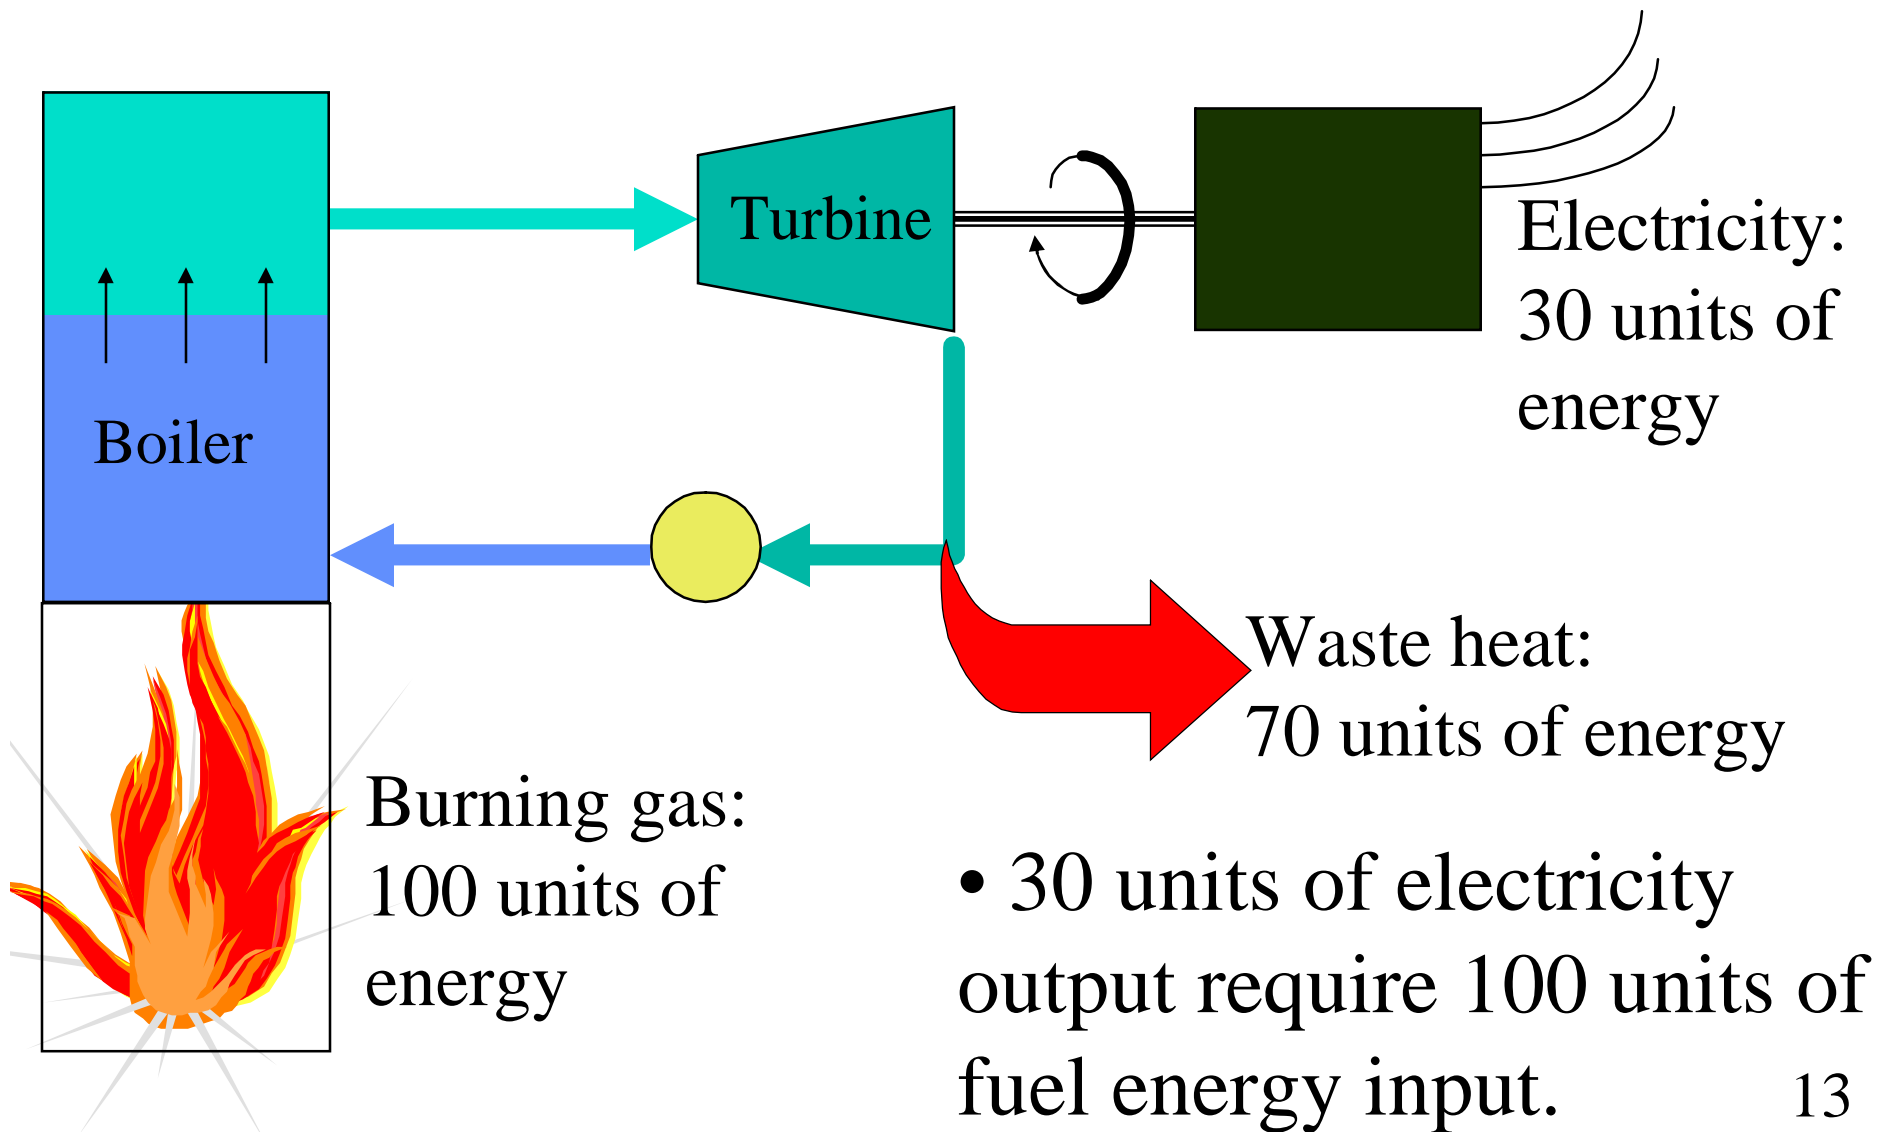 Turbine
Electricity:
30 units of
energy
Boiler
Waste heat:
70 units of energy
Burning gas:
100 units of
energy
• 30 units of electricity
output require 100 units of
fuel energy input.
13